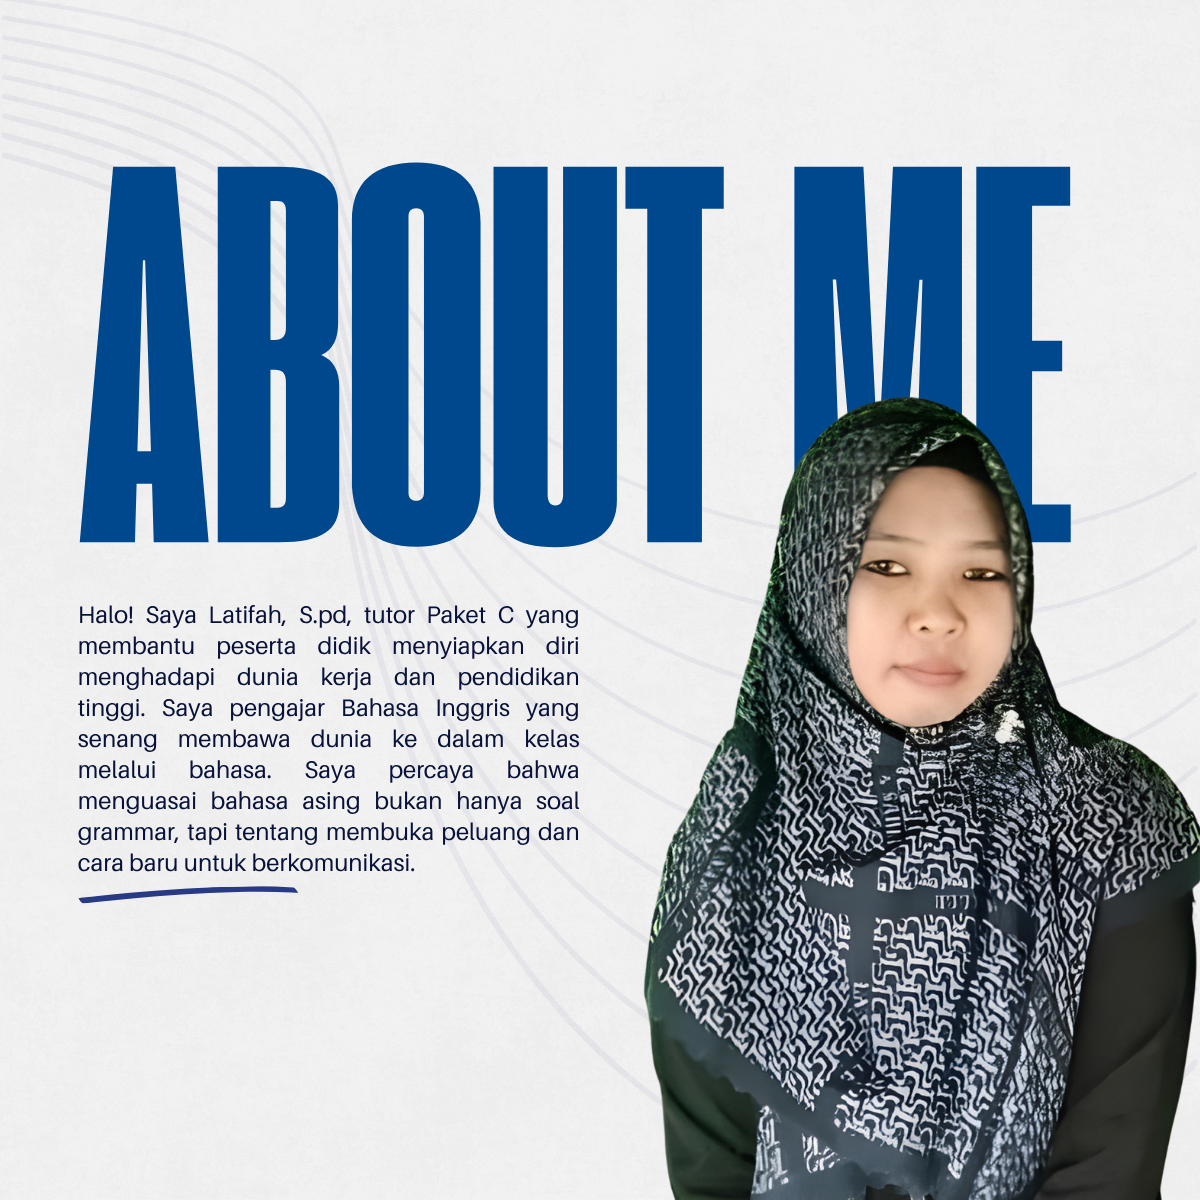 ABOUT ME
Halo! Saya Latifah, S.pd, tutor Paket C yang
membantu peserta didik menyiapkan diri
menghadapi dunia kerja dan pendidikan
tinggi. Saya pengajar Bahasa Inggris yang
senang membawa dunia ke dalam kelas
melalui bahasa. Saya percaya bahwa
menguasai bahasa asing bukan hanya soal
grammar, tapi tentang membuka peluang dan
cara baru untuk berkomunikasi.